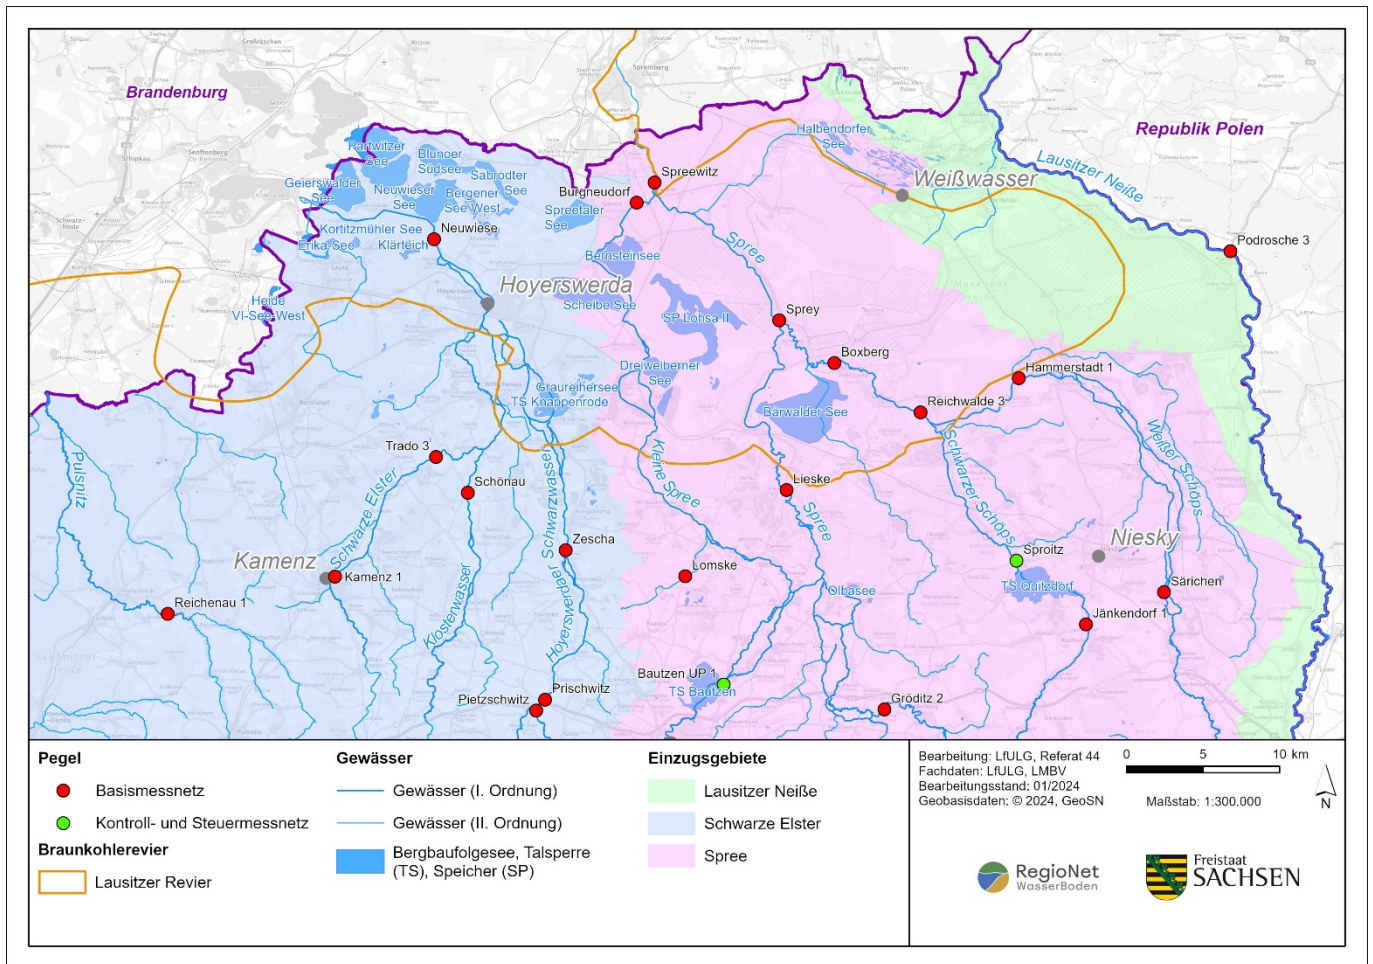 Brandenburg
Republik Polen
Spremberg
Senftenberg
Schipkau
Partwitzer
See
Blunoer
Südsee
Sabrodter
See
Geierswalder
See
Neuwieser
See
Bergener
See West
Kortitzmühler See
Erika-See
Klärteich
Neuwiese
Heide
VI-See-West
Burgneudorf
Spreewitz
Spreetaler
See
Bernsteinsee
Halbendorfer
See
Weißwasser
Lausitzer Neiße
Podrosche 3
Spree
Hoyerswerda
Scheibe See
SP Lohsa II
Sprey
Boxberg
Dreiweiberner
See
Bärwalder See
Hammerstadt 1
Reichwalde 3
Graureihersee
TS Knappenrode
Pulsnitz
Trado 3
Schönau
Schwarze Elster
Hoyerswerdaer Schwarzwasser
Kleine Spree
Lieske
Spree
Schwarzer Schöps
Weißer Schöps
Kamenz
Kamenz 1
Zescha
Lomske
Sproitz
Niesky
TS Quitzdorf
Särichen
Olbasee
Reichenau 1
Klosterwasser
Jänkendorf 1
Bautzen UP 1
TS Bautzen
Prischwitz
Pietzschwitz
Gröditz 2
Pegel
Basismessnetz
Kontroll- und Steuermessnetz
Braunkohlerevier
Lausitzer Revier
Gewässer
Gewässer (I. Ordnung)
Gewässer (II. Ordnung)
Bergbaufolgesee, Talsperre
(TS), Speicher (SP)
Einzugsgebiete
Lausitzer Neiße
Schwarze Elster
Spree
Bearbeitung: LfULG, Referat 44
Fachdaten: LfULG, LMBV
Bearbeitungsstand: 01/2024
Geobasisdaten: © 2024, GeoSN
0 5 10 km
Maßstab: 1:300.000
N
RegioNet
WasserBoden
Freistaat
SACHSEN